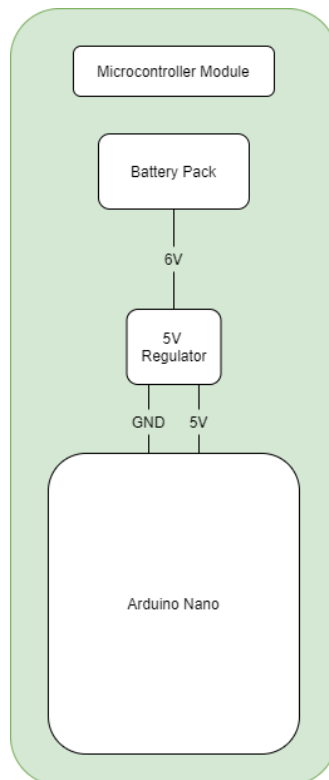 Microcontroller Module
Battery Pack
6V
5V
Regulator
GND 5V
Arduino Nano